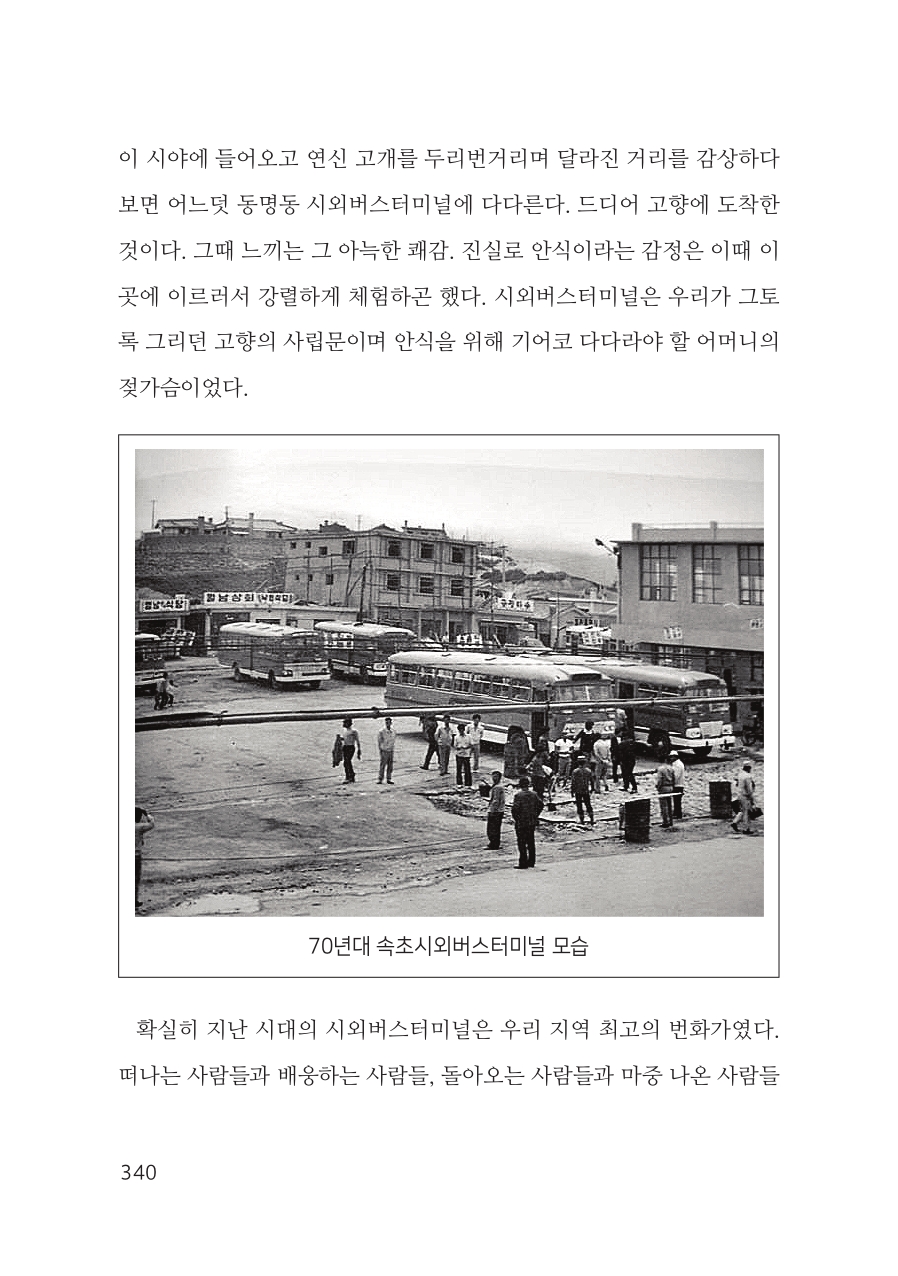 이 시야에 들어오고 연신 고개를 두리번거리며 달라진 거리를 감상하다
보면 어느덧 동명동 시외버스터미널에 다다른다. 드디어 고향에 도착한
것이다. 그때 느끼는 그 아늑한 쾌감. 진실로 안식이라는 감정은 이때 이
곳에 이르러서 강렬하게 체험하곤 했다. 시외버스터미널은 우리가 그토
록 그리던 고향의 사립문이며 안식을 위해 기어코 다다라야 할 어머니의
젖가슴이었다.
식당
상회
70년대 속초시외버스터미널 모습
확실히 지난 시대의 시외버스터미널은 우리 지역 최고의 번화가였다.
떠나는 사람들과 배웅하는 사람들, 돌아오는 사람들과 마중 나온 사람들
340